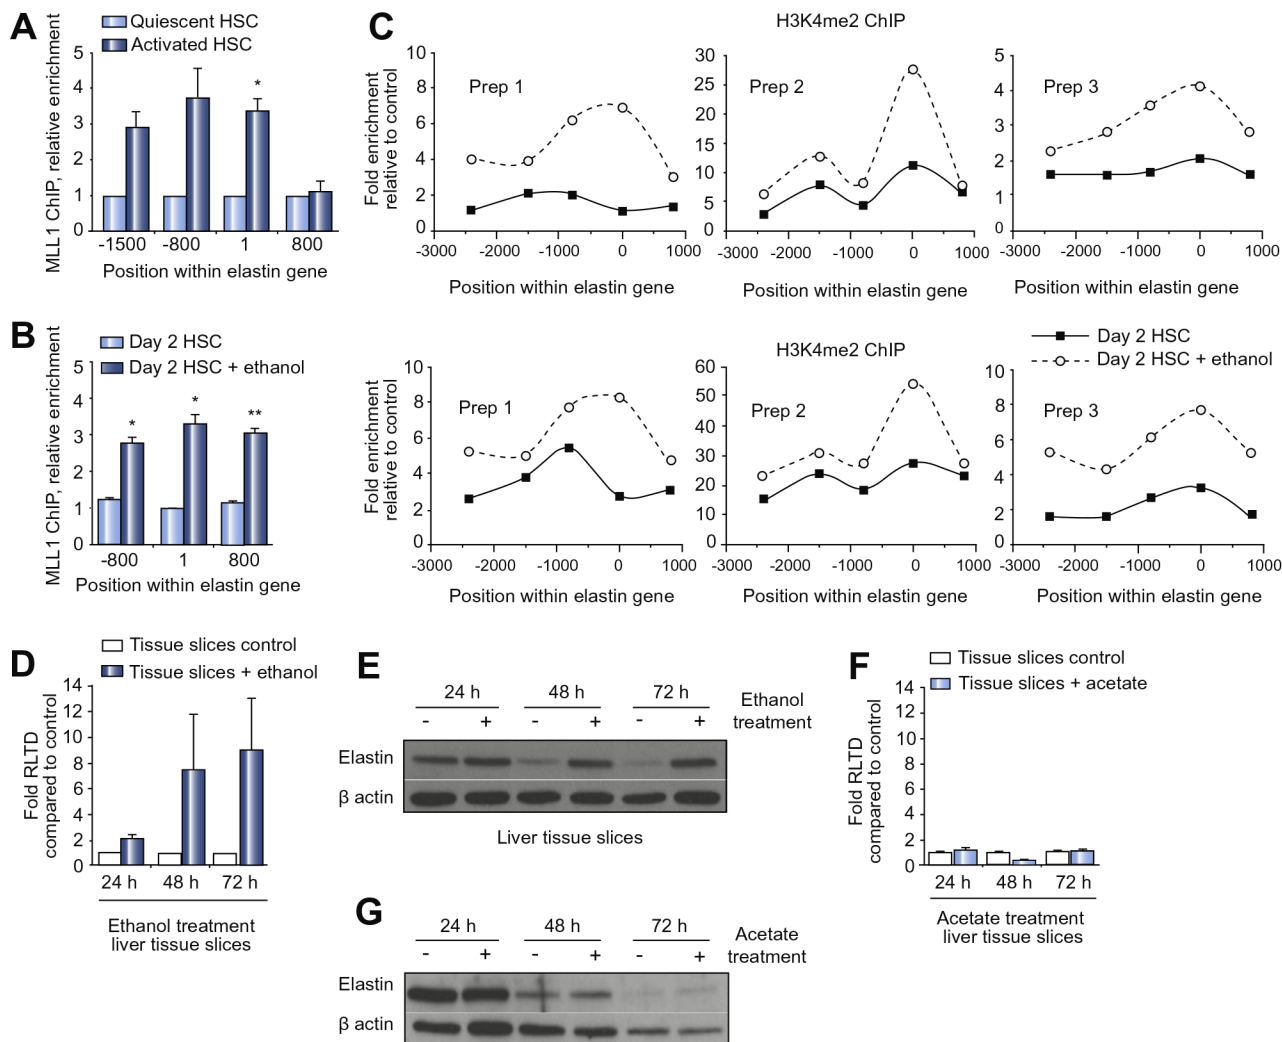 A
Quiescent HSC
Activated HSC
MLL1 ChIP, relative enrichment
5
4
3
2
1
0
-1500 -800 1 800
Position within elastin gene
B
Day 2 HSC
Day 2 HSC + ethanol
MLL1 ChIP, relative enrichment
5
4
3
2
1
0
* * **
-800 1 800
Position within elastin gene
*
C
H3K4me2 ChIP
Fold enrichment
relative to control
Prep 1
10
8
6
4
2
0
-3000 -2000 -1000 0 1000
Position within elastin gene
Prep 2
30
25
20
15
10
5
0
-3000 -2000 -1000 0 1000
Position within elastin gene
Prep 3
5
4
3
2
1
0
-3000 -2000 -1000 0 1000
Position within elastin gene
H3K4me2 ChIP
Day 2 HSC
Day 2 HSC + ethanol
Fold enrichment
relative to control
Prep 1
10
8
6
4
2
0
-3000 -2000 -1000 0 1000
Position within elastin gene
Prep 2
60
50
40
30
20
10
0
-3000 -2000 -1000 0 1000
Position within elastin gene
Prep 3
10
8
6
4
2
0
-3000 -2000 -1000 0 1000
Position within elastin gene
D
Tissue slices control
Tissue slices + ethanol
Fold RLTD
compared to control
14
12
10
8
6
4
2
0
24 h 48 h 72 h
Ethanol treatment
liver tissue slices
E
24 h 48 h 72 h
Ethanol
treatment
- + - + - +
Elastin
β actin
Liver tissue slices
F
Tissue slices control
Tissue slices + acetate
Fold RLTD
compared to control
14
12
10
8
6
4
2
0
24 h 48 h 72 h
Acetate treatment
liver tissue slices
G
24 h 48 h 72 h
Acetate
treatment
- + - + - +
Elastin
β actin